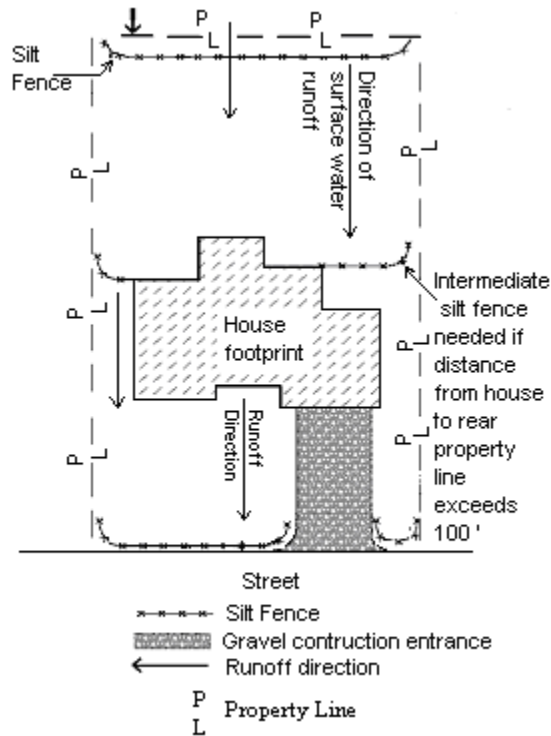 P
L
P
L
Silt
Fence
Direction of
surface water
runoff
P
L
P
L
Intermediate
silt fence
needed if
distance
from house
to rear
property
line
exceeds
100 '
P
L
House
footprint
P
L
Runoff
Direction
P
L
P
L
Street
Silt Fence
Gravel contruction entrance
Runoff direction
P
L
Property Line